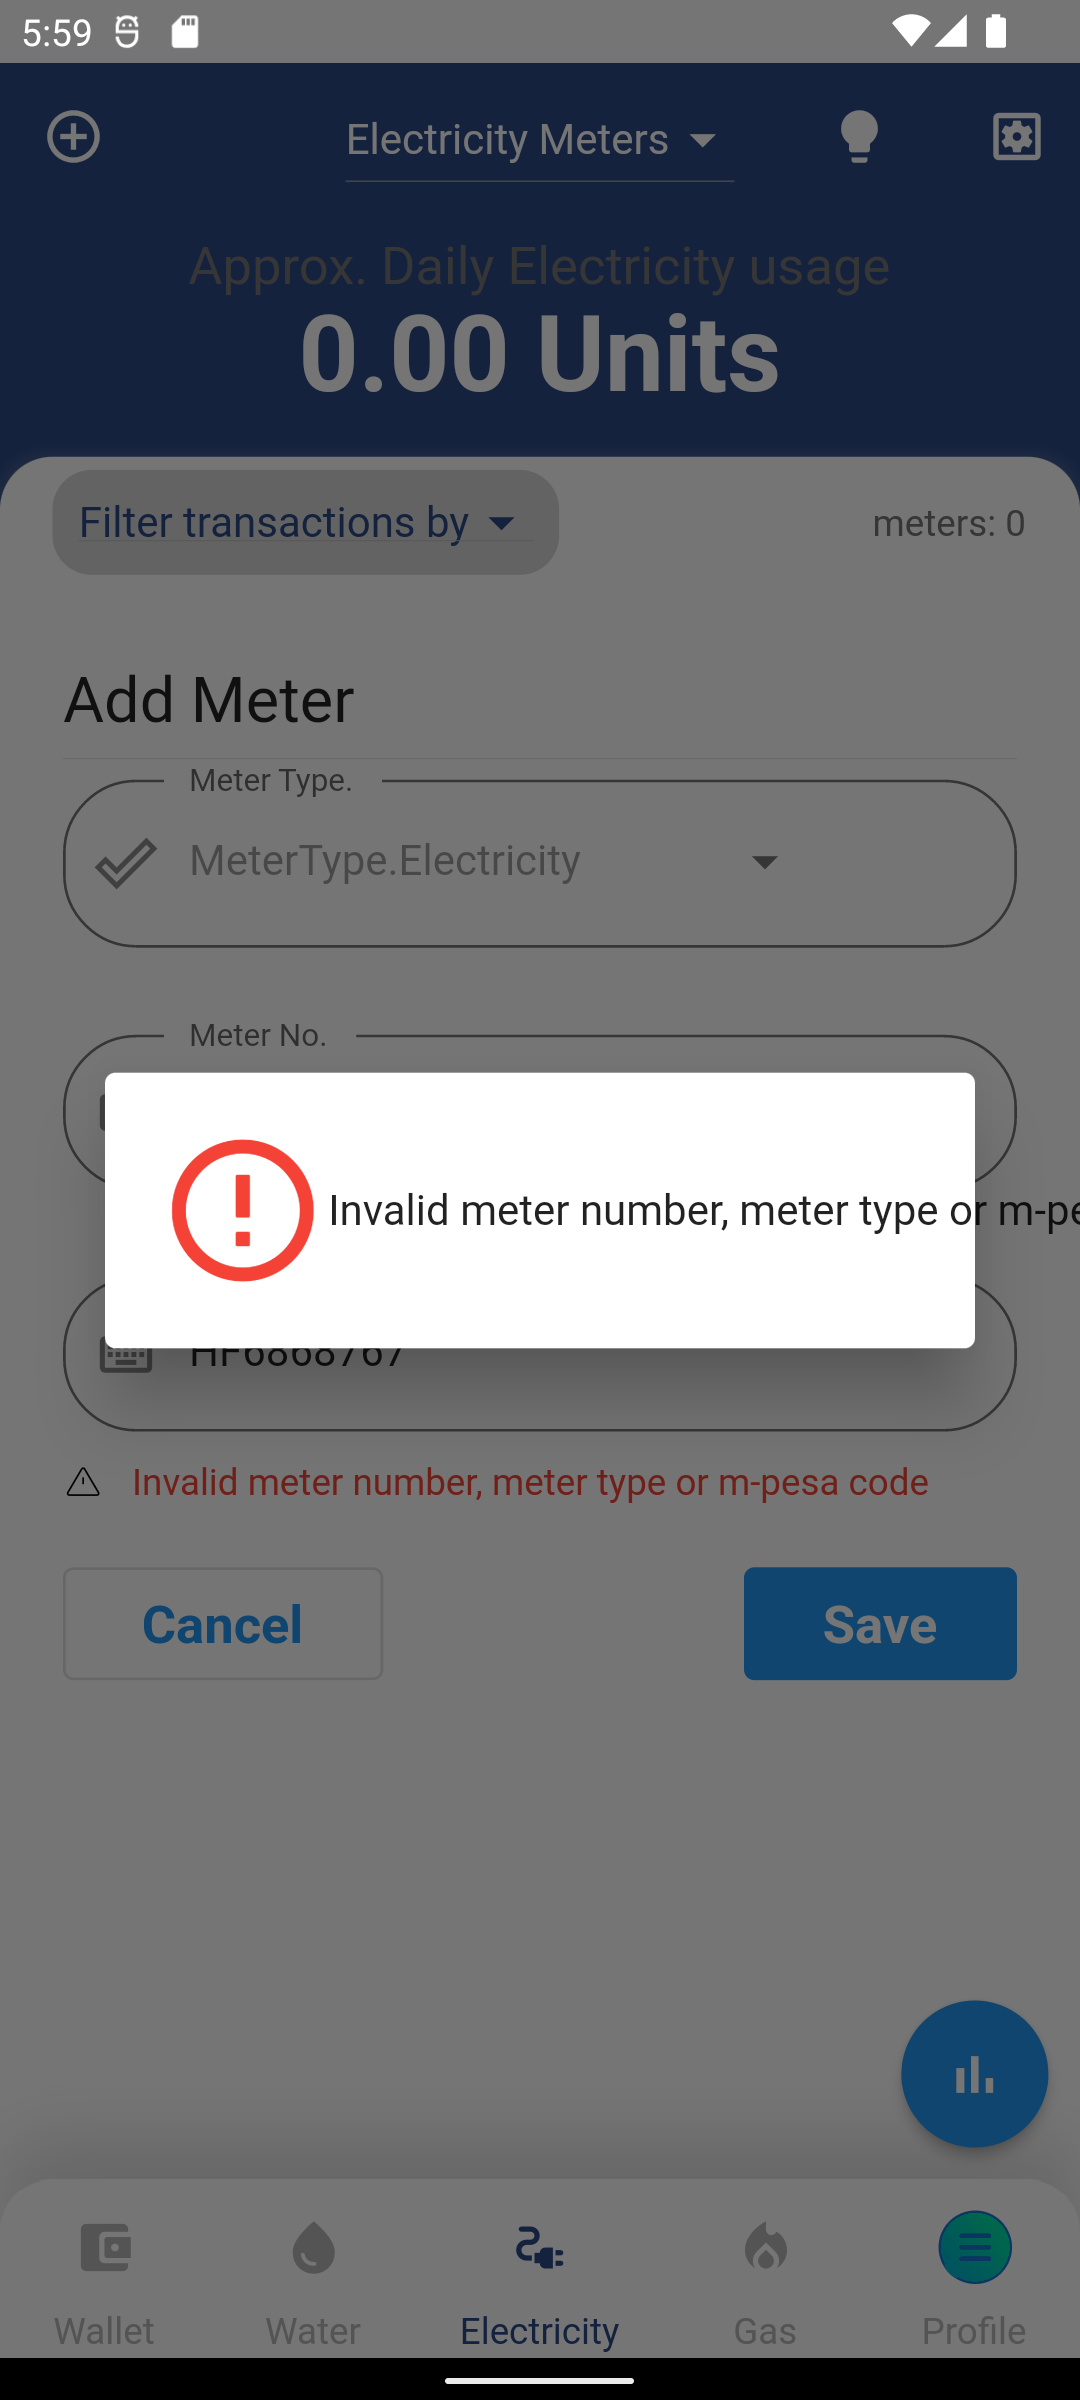 5:59
Electricity Meters
Approx. Daily Electricity usage
0.00 Units
Filter transactions by
meters: 0
Add Meter
Meter Type.
MeterType.Electricity
Meter No.
Invalid meter number, meter type or m-pe
HF6868767
Invalid meter number, meter type or m-pesa code
Cancel
Save
Wallet
Water
Electricity
Gas
Profile